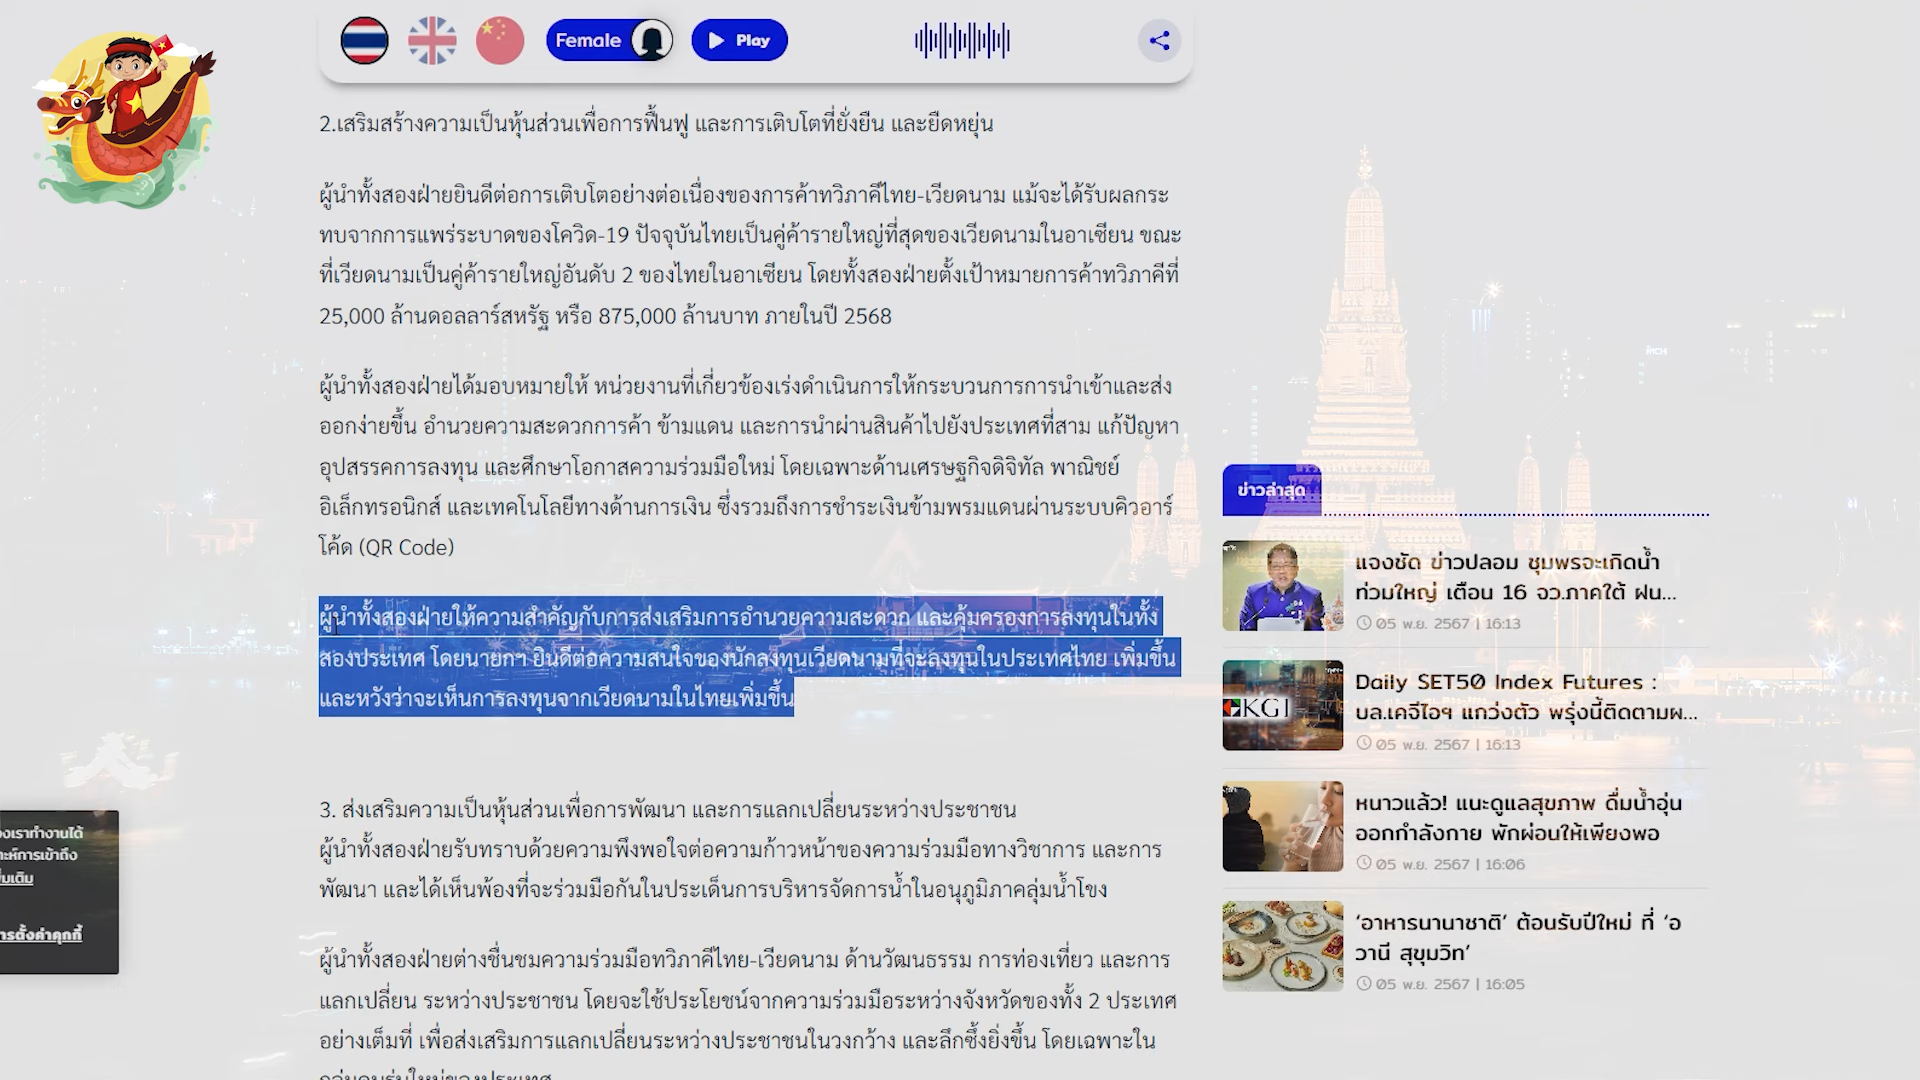 Female
Play
2.เสริมสร้างความเป็นหุ้นส่วนเพื่อการฟื้นฟู และการเติบโตที่ยั่งยืน และยืดหยุ่น
ผู้นำทั้งสองฝ่ายยินดีต่อการเติบโตอย่างต่อเนื่องของการค้าทวิภาคีไทย-เวียดนาม แม้จะได้รับผลกระ
ทบจากการแพร่ระบาดของโควิด-19 ปัจจุบันไทยเป็นคู่ค้ารายใหญ่ที่สุดของเวียดนามในอาเซียน ขณะ
ที่เวียดนามเป็นคู่ค้ารายใหญ่อันดับ 2 ของไทยในอาเซียน โดยทั้งสองฝ่ายตั้งเป้าหมายการค้าทวิภาคีที่
25,000 ล้านดอลลาร์สหรัฐ หรือ 875,000 ล้านบาท ภายในปี 2568
ผู้นำทั้งสองฝ่ายได้มอบหมายให้ หน่วยงานที่เกี่ยวข้องเร่งดำเนินการให้กระบวนการการนำเข้าและส่ง
ออกง่ายขึ้น อำนวยความสะดวกการค้า ข้ามแดน และการนำผ่านสินค้าไปยังประเทศที่สาม แก้ปัญหา
อุปสรรคการลงทุน และศึกษาโอกาสความร่วมมือใหม่ โดยเฉพาะด้านเศรษฐกิจดิจิทัล พาณิชย์
อิเล็กทรอนิกส์ และเทคโนโลยีทางด้านการเงิน ซึ่งรวมถึงการชำระเงินข้ามพรมแดนผ่านระบบคิวอาร์
โค้ด (QR Code)
ผู้นำทั้งสองฝ่ายให้ความสำคัญกับการส่งเสริมการอำนวยความสะดวก และคุ้มครองการลงทุนในทั้ง
สองประเทศ โดยนายกฯ ยินดีต่อความสนใจของนักลงทุนเวียดนามที่จะลงทุนในประเทศไทย เพิ่มขึ้น
และหวังว่าจะเห็นการลงทุนจากเวียดนามในไทยเพิ่มขึ้น
3. ส่งเสริมความเป็นหุ้นส่วนเพื่อการพัฒนา และการแลกเปลี่ยนระหว่างประชาชน
ผู้นำทั้งสองฝ่ายรับทราบด้วยความพึงพอใจต่อความก้าวหน้าของความร่วมมือทางวิชาการ และการ
พัฒนา และได้เห็นพ้องที่จะร่วมมือกันในประเด็นการบริหารจัดการน้ำในอนุภูมิภาคลุ่มน้ำโขง
ผู้นำทั้งสองฝ่ายต่างชื่นชมความร่วมมือทวิภาคีไทย-เวียดนาม ด้านวัฒนธรรม การท่องเที่ยว และการ
แลกเปลี่ยน ระหว่างประชาชน โดยจะใช้ประโยชน์จากความร่วมมือระหว่างจังหวัดของทั้ง 2 ประเทศ
อย่างเต็มที่ เพื่อส่งเสริมการแลกเปลี่ยนระหว่างประชาชนในวงกว้าง และลึกซึ้งยิ่งขึ้น โดยเฉพาะใน
ข่าวล่าสุด
แจงชัด ข่าวปลอม ชุมพรจะเกิดน้ำ
ท่วมใหญ่ เตือน 16 จว.ภาคใต้ ฝน...
05 พ.ย. 2567 | 16:13
KGI
Daily SET50 Index Futures :
บล.เคจีไอฯ แกว่งตัว พรุ่งนี้ติดตามผ...
05 พ.ย. 2567 | 16:13
หนาวแล้ว! แนะดูแลสุขภาพ ดื่มน้ำอุ่น
ออกกำลังกาย พักผ่อนให้เพียงพอ
05 พ.ย. 2567 | 16:06
‘อาหารนานาชาติ’ ต้อนรับปีใหม่ ที่ ‘อ
วานี สุขุมวิท’
05 พ.ย. 2567 | 16:05
องเราทำงานได้
าะห์การเข้าถึง
ิ่มเติม
ารตั้งค่าคุกกี้